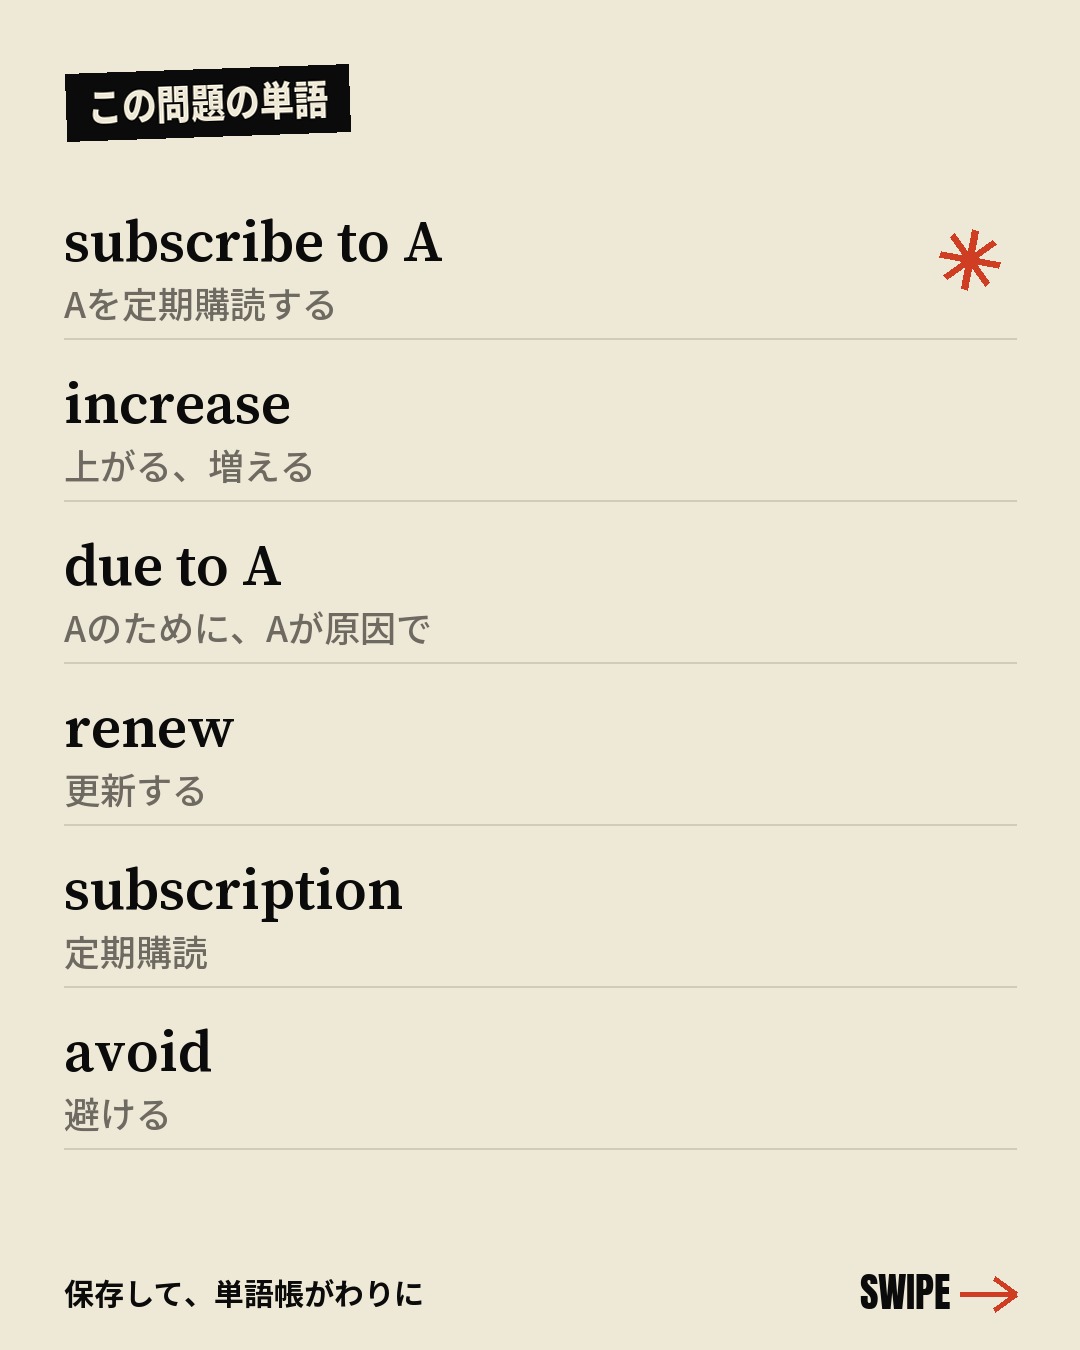 この問題の単語
subscribe to A
Aを定期購読する
increase
上がる、増える
due to A
Aのために、Aが原因で
renew
更新する
subscription
定期購読
avoid
避ける
保存して、単語帳がわりに
SWIPE